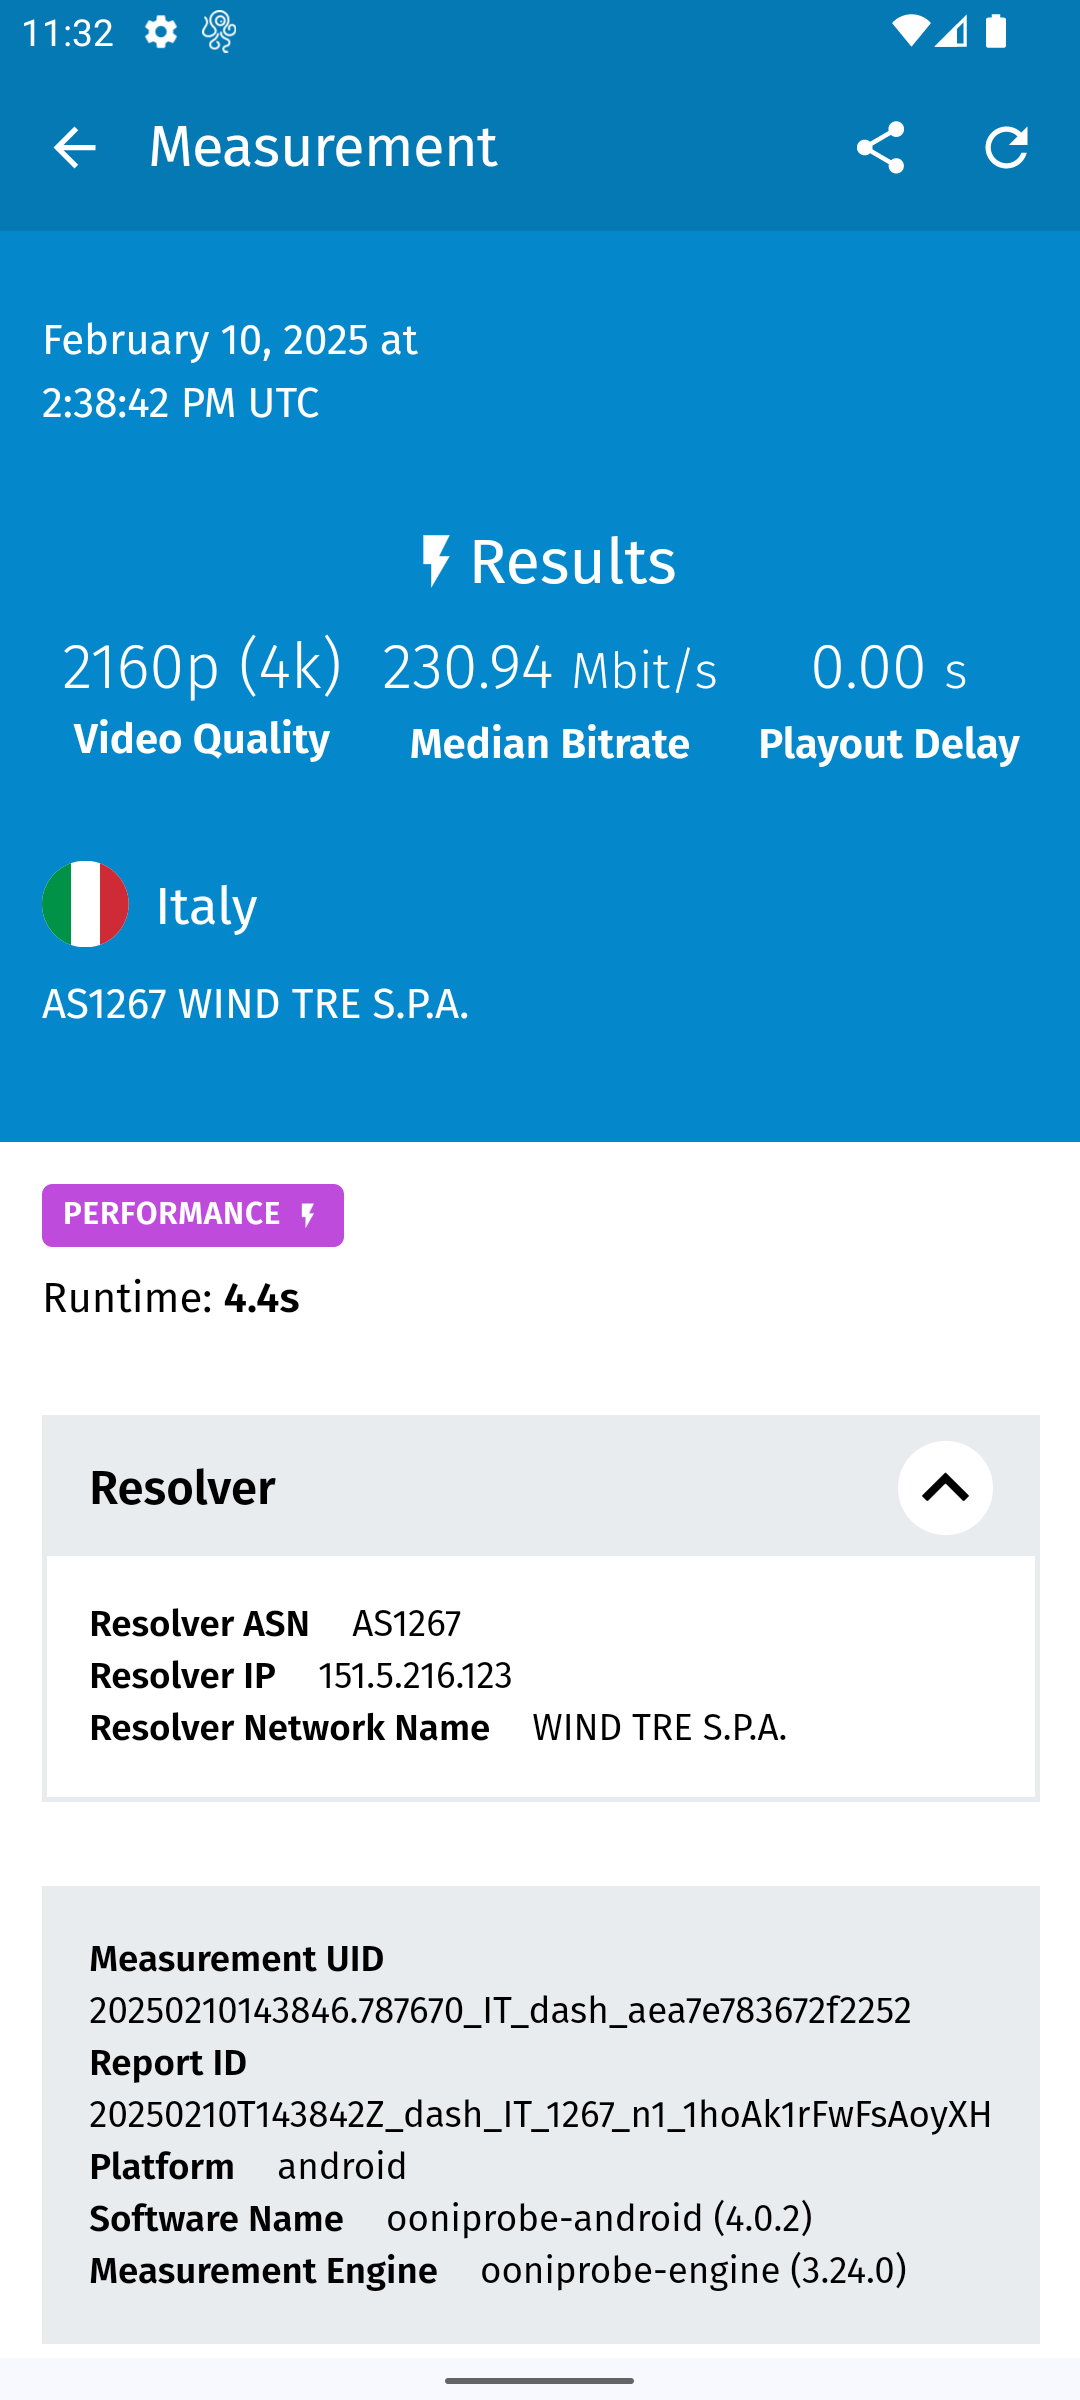 11:32
Measurement
February 10, 2025 at
2:38:42 PM UTC
Results
2160p (4k) 230.94 Mbit/s 0.00 s
Video Quality Median Bitrate Playout Delay
Italy
AS1267 WIND TRE S.P.A.
PERFORMANCE
Runtime: 4.4s
Resolver
Resolver ASN AS1267
Resolver IP 151.5.216.123
Resolver Network Name WIND TRE S.P.A.
Measurement UID
20250210143846.787670_IT_dash_aea7e783672f2252
Report ID
20250210T143842Z_dash_IT_1267_n1_1hoAk1rFwFsAoyXH
Platform android
Software Name ooniprobe-android (4.0.2)
Measurement Engine ooniprobe-engine (3.24.0)